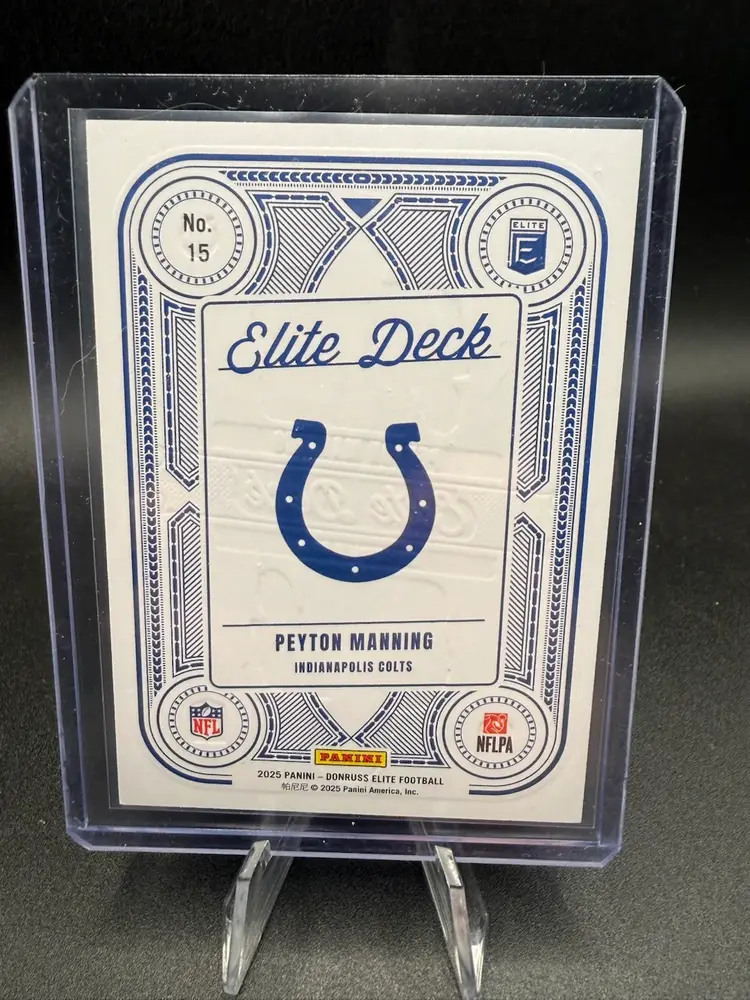 No.
15
ELITE
E
Elite Deck
PEYTON MANNING
INDIANAPOLIS COLTS
NFL
NFLPA
PANINI
2025 PANINI – DONRUSS ELITE FOOTBALL
帕尼尼 © 2025 Panini America, Inc.